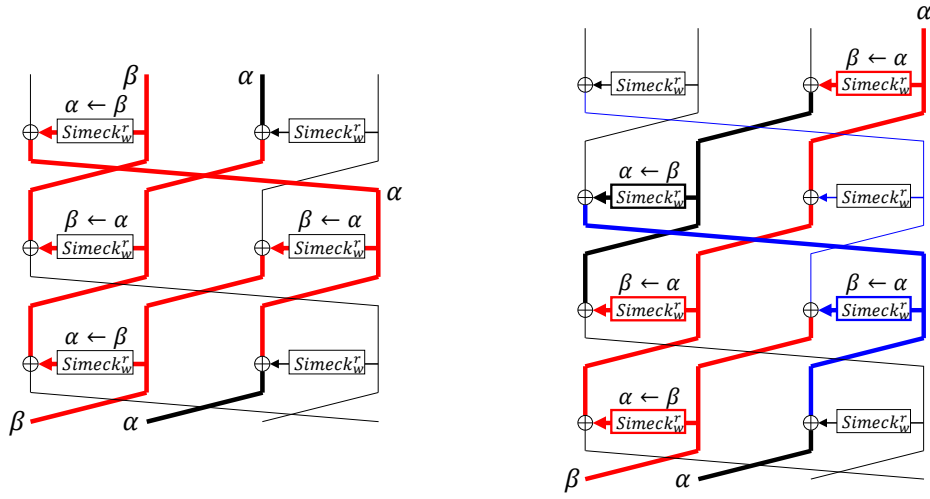 β α
α ← β
Simeck_w^r Simeck_w^r
α
β ← α β ← α
Simeck_w^r Simeck_w^r
α ← β
Simeck_w^r Simeck_w^r
β α
α
β ← α
Simeck_w^r Simeck_w^r
α ← β
Simeck_w^r Simeck_w^r
β ← α β ← α
Simeck_w^r Simeck_w^r
α ← β
Simeck_w^r Simeck_w^r
β α